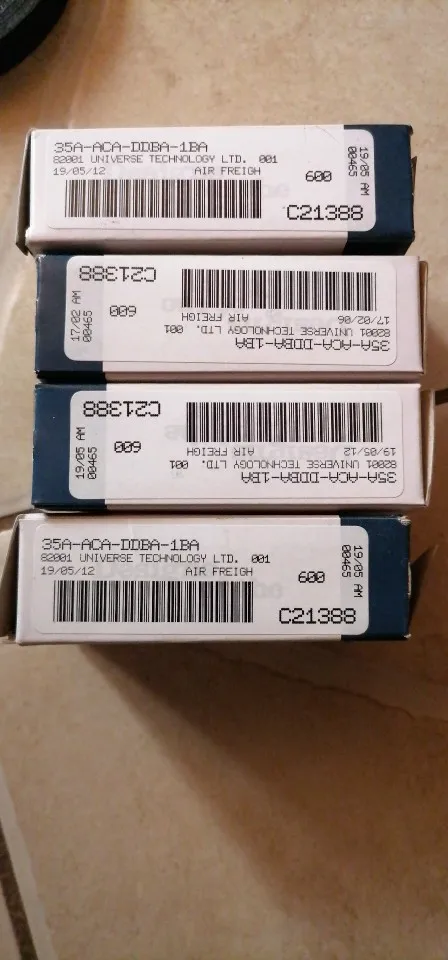 35A-ACA-DDBA-1BA
82001 UNIVERSE TECHNOLOGY LTD. 001
19/05/12 AIR FREIGH
600
C21388
19/05 AM
00465
35A-ACA-DDBA-1BA
82001 UNIVERSE TECHNOLOGY LTD. 001
17/02/06 AIR FREIGH
600
C21388
17/02 AM
00465
35A-ACA-DDBA-1BA
82001 UNIVERSE TECHNOLOGY LTD. 001
19/05/12 AIR FREIGH
600
C21388
19/05 AM
00465
35A-ACA-DDBA-1BA
82001 UNIVERSE TECHNOLOGY LTD. 001
19/05/12 AIR FREIGH
600
C21388
19/05 AM
00465